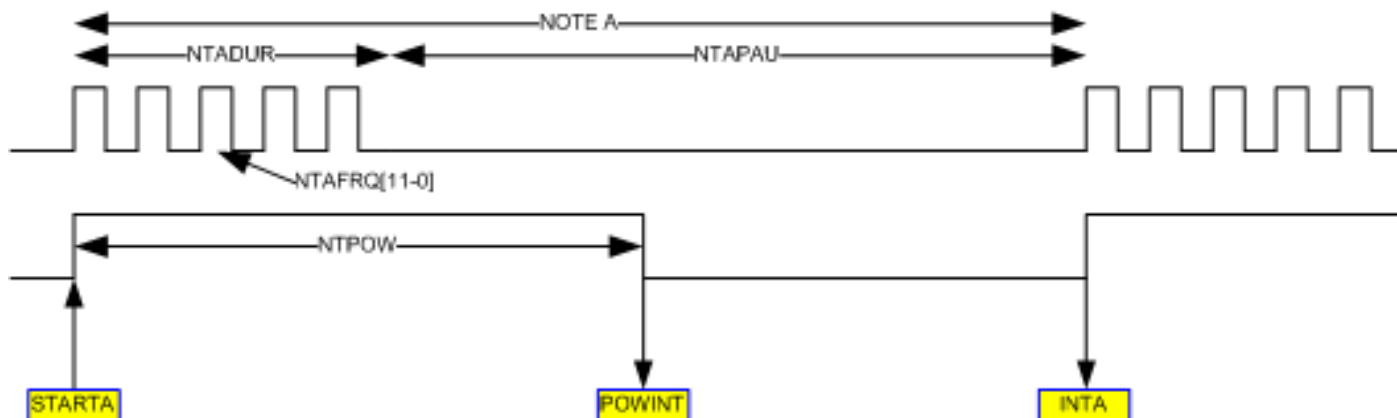 NOTE A
NTADUR
NTAPAU
NTAFRQ[11-0]
NTPOW
STARTA
POWINT
INTA